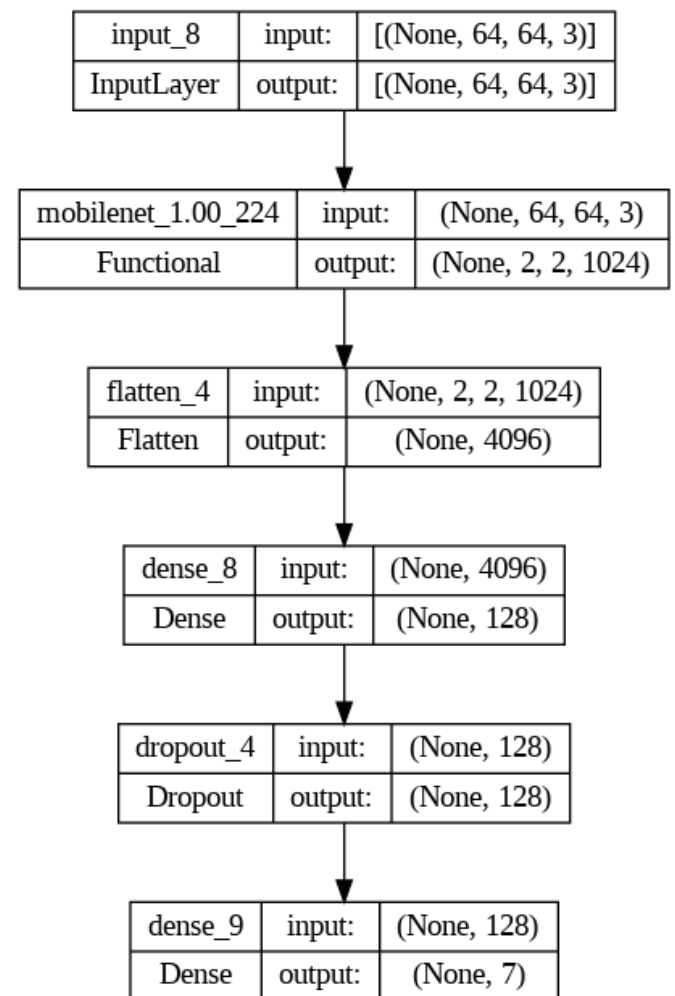 input_8 input: [(None, 64, 64, 3)]
InputLayer output: [(None, 64, 64, 3)]
mobilenet_1.00_224 input: (None, 64, 64, 3)
Functional output: (None, 2, 2, 1024)
flatten_4 input: (None, 2, 2, 1024)
Flatten output: (None, 4096)
dense_8 input: (None, 4096)
Dense output: (None, 128)
dropout_4 input: (None, 128)
Dropout output: (None, 128)
dense_9 input: (None, 128)
Dense output: (None, 7)